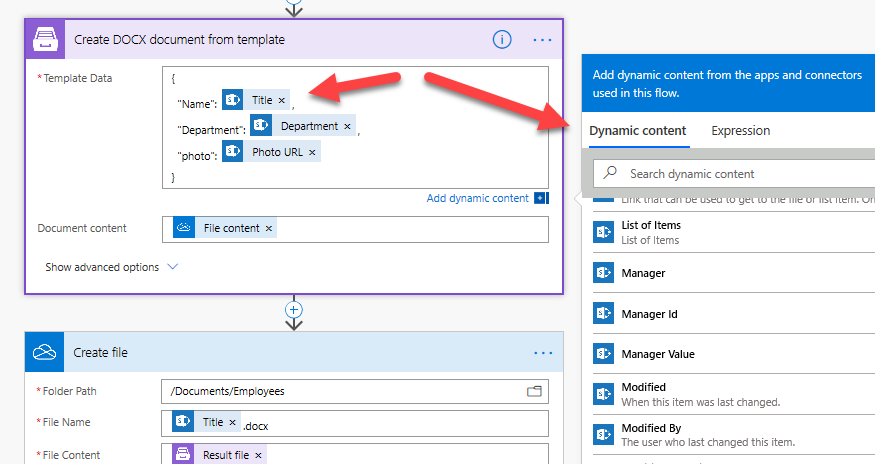 Create DOCX document from template
* Template Data
{
"Name": Title × ,
"Department": Department × ,
"photo": Photo URL ×
}
Add dynamic content
Document content
File content ×
Show advanced options
Create file
* Folder Path
/Documents/Employees
* File Name
Title × .docx
* File Content
Result file ×
Add dynamic content from the apps and connectors
used in this flow.
Dynamic content Expression
Search dynamic content
Link that can be used to get to the file or list item. On
List of Items
List of Items
Manager
Manager Id
Manager Value
Modified
When this item was last changed.
Modified By
The user who last changed this item.